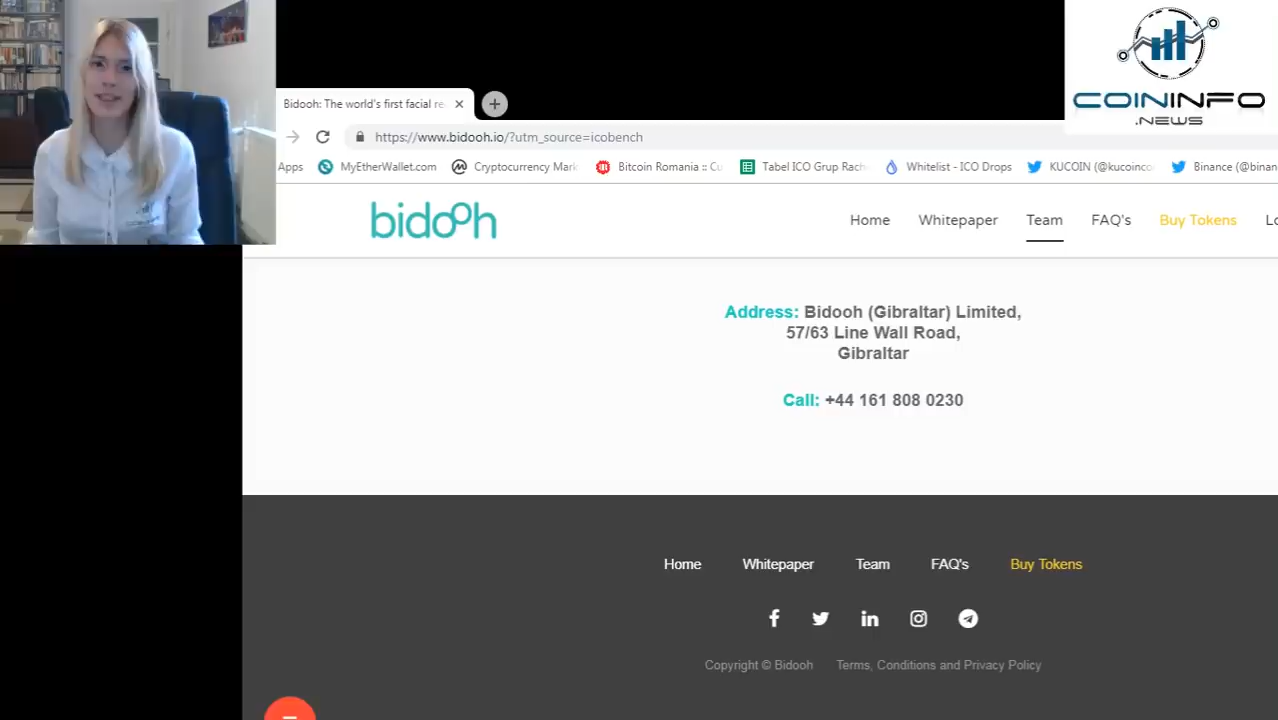 COININFO
.NEWS
Bidooh: The world's first facial re
https://www.bidooh.io/?utm_source=icobench
Apps
MyEtherWallet.com
Cryptocurrency Mark
Bitcoin Romania :: Cu
Tabel ICO Grup Rach
Whitelist - ICO Drops
KUCOIN (@kucoinco
Binance (@binan
bidooh
Home
Whitepaper
Team
FAQ's
Buy Tokens
Lo
Address: Bidooh (Gibraltar) Limited,
57/63 Line Wall Road,
Gibraltar
Call: +44 161 808 0230
Home
Whitepaper
Team
FAQ's
Buy Tokens
Copyright © Bidooh
Terms, Conditions and Privacy Policy